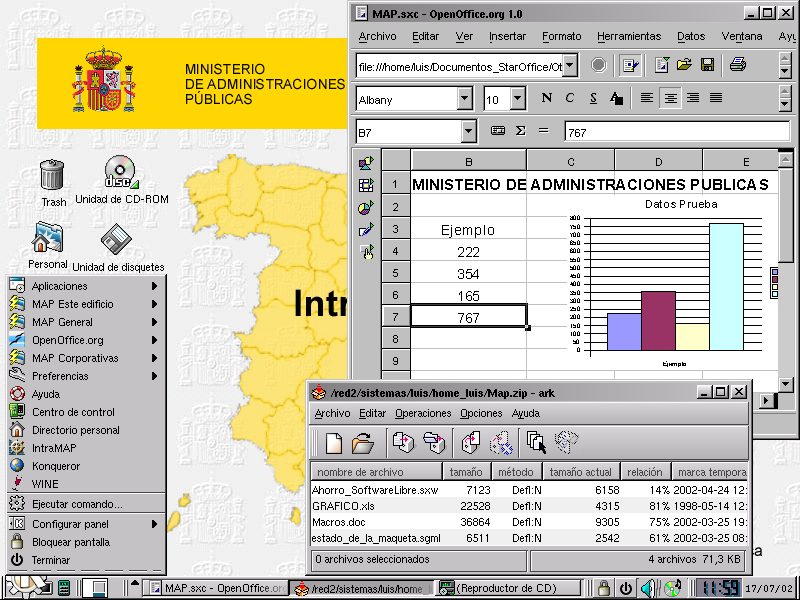 MINISTERIO
DE ADMINISTRACIONES
PÚBLICAS
Trash
Unidad de CD-ROM
Personal
Unidad de disquetes
Intr
Aplicaciones
MAP Este edificio
MAP General
OpenOffice.org
MAP Corporativas
Preferencias
Ayuda
Centro de control
Directorio personal
IntraMAP
Konqueror
WINE
Ejecutar comando...
Configurar panel
Bloquear pantalla
Terminar
MAP.sxc - OpenOffice.org 1.0
Archivo Editar Ver Insertar Formato Herramientas Datos Ventana Ayu
file:///home/luis/Documentos_StarOffice/Ot
Albany 10 N C S A
B7 Σ = 767
B C D E
1 MINISTERIO DE ADMINISTRACIONES PUBLICAS
2 Datos Prueba
3 Ejemplo
4 222
5 354
6 165
7 767
8
9
800
750
700
650
600
550
500
450
400
350
300
250
200
150
100
50
0
Ejemplo
/red2/sistemas/luis/home_luis/Map.zip - ark
Archivo Editar Operaciones Opciones Ayuda
nombre de archivo tamaño método tamaño actual relación marca tempora
Ahorro_SoftwareLibre.sxw 7123 Defl:N 6158 14% 2002-04-24 12:
GRAFICO.xls 22528 Defl:N 4315 81% 1998-05-14 12:
Macros.doc 36864 Defl:N 9305 75% 2002-03-25 19:
estado_de_la_maqueta.sgml 6511 Defl:N 2542 61% 2002-03-25 08:
0 archivos seleccionados 4 archivos 71,3 KB
a
MAP.sxc - OpenOffice.or /red2/sistemas/luis/home_l (Reproductor de CD) 11:59 17/07/02